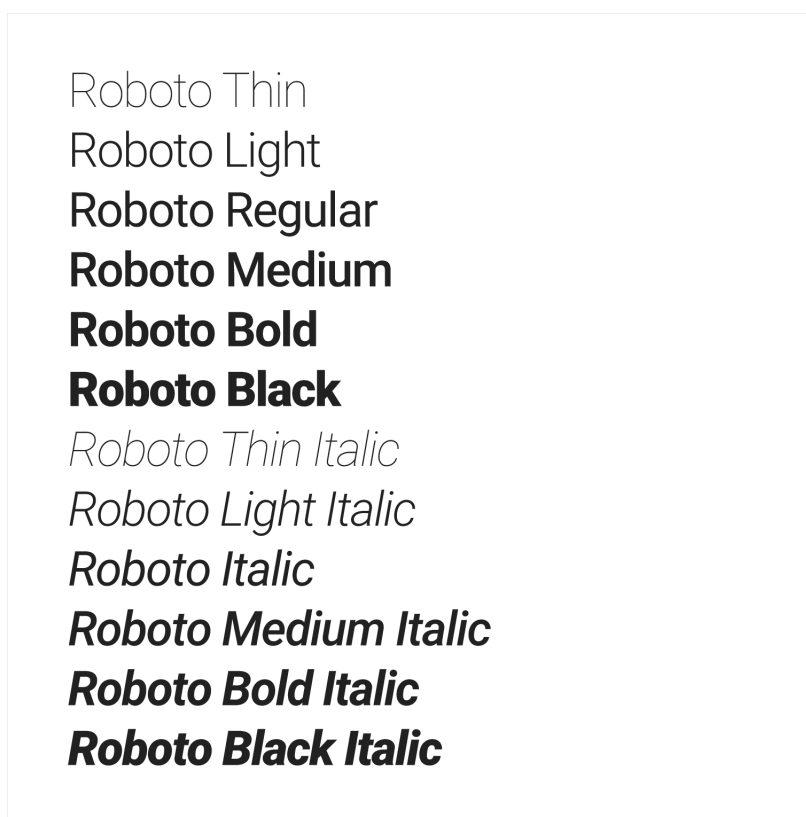 Roboto Thin
Roboto Light
Roboto Regular
Roboto Medium
Roboto Bold
Roboto Black
Roboto Thin Italic
Roboto Light Italic
Roboto Italic
Roboto Medium Italic
Roboto Bold Italic
Roboto Black Italic